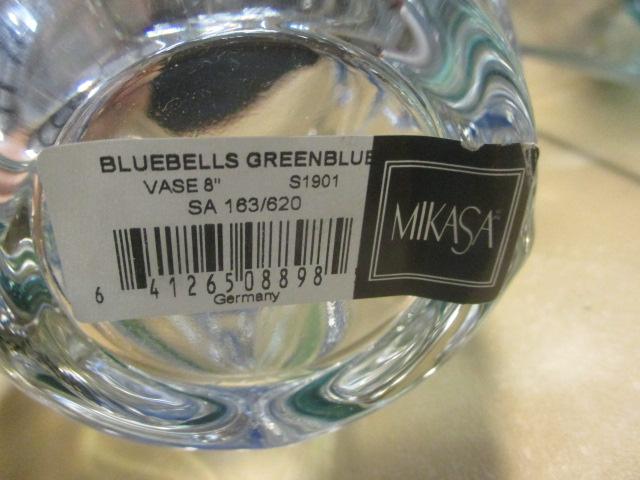 BLUEBELLS GREENBLUE
VASE 8" S1901
SA 163/620
6 41265 08898
Germany
MIKASA